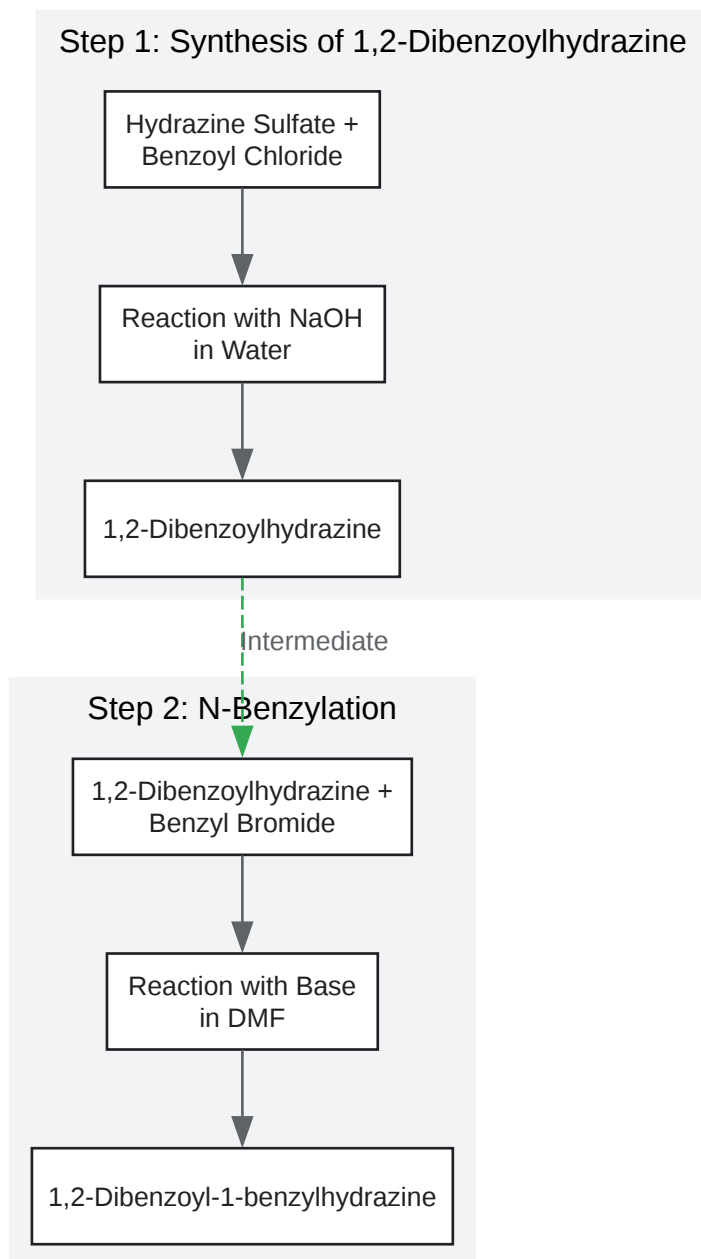 Step 1: Synthesis of 1,2-Dibenzoylhydrazine
Hydrazine Sulfate +
Benzoyl Chloride
Reaction with NaOH
in Water
1,2-Dibenzoylhydrazine
Intermediate
Step 2: N-Benzylation
1,2-Dibenzoylhydrazine +
Benzyl Bromide
Reaction with Base
in DMF
1,2-Dibenzoyl-1-benzylhydrazine